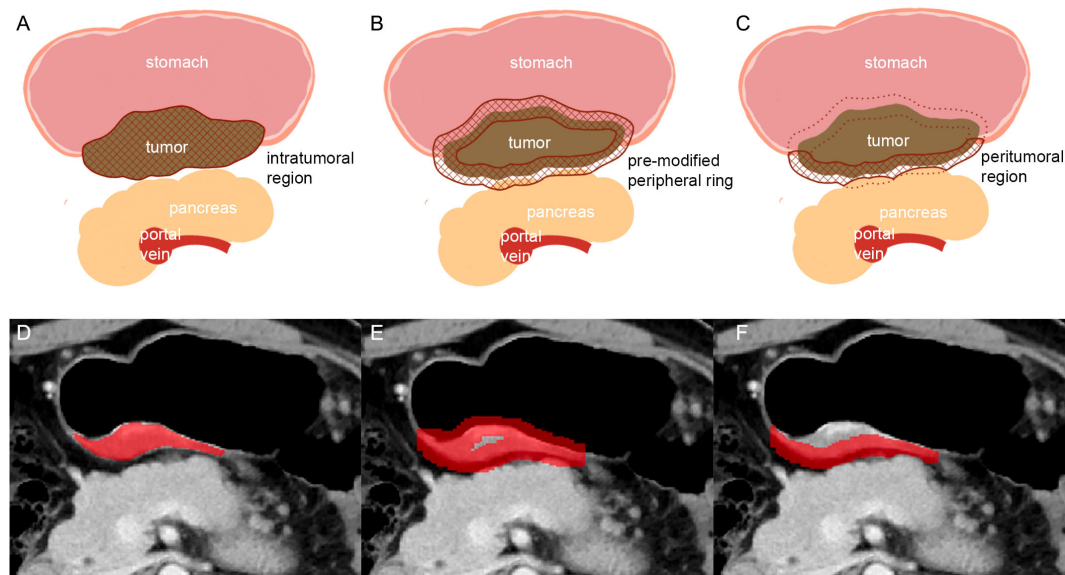 A
stomach
tumor
intratumoral
region
pancreas
portal
vein
B
stomach
tumor
pre-modified
peripheral ring
pancreas
portal
vein
C
stomach
tumor
peritumoral
region
pancreas
portal
vein
D
E
F